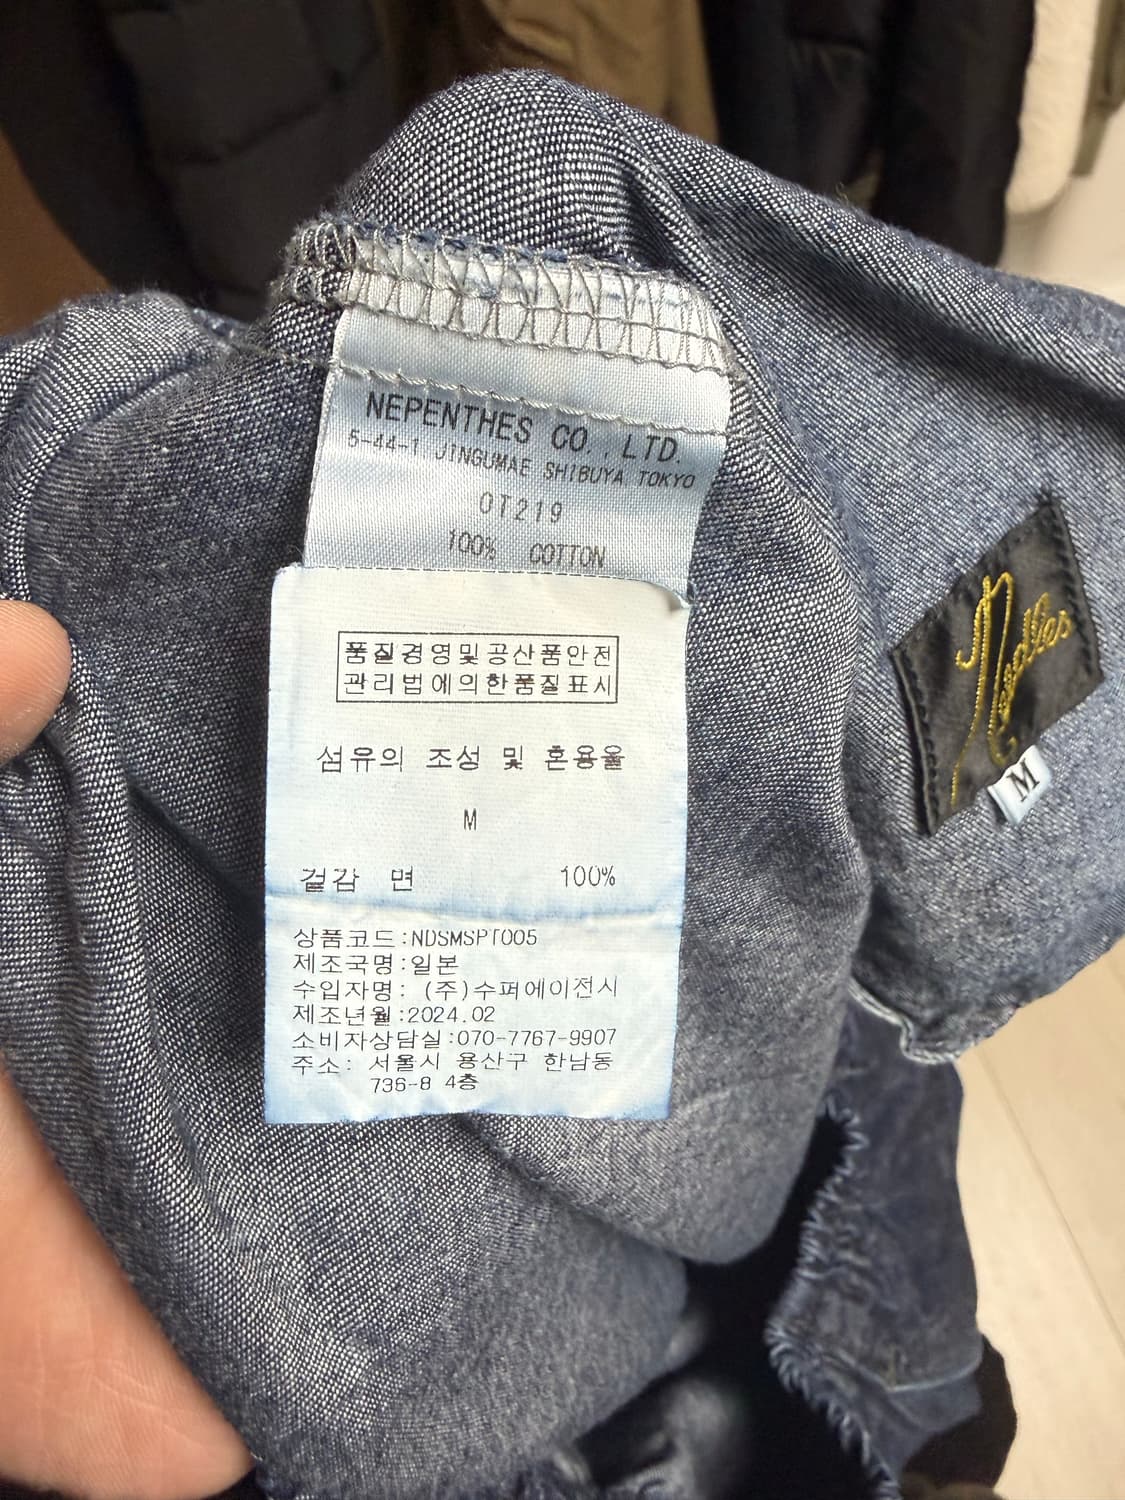 NEPENTHES CO., LTD.
5-44-1 JINGUMAE SHIBUYA TOKYO
OT219
100% COTTON
품질경영및공산품안전
관리법에의한품질표시
섬유의 조성 및 혼용율
M
겉감 면 100%
상품코드:NDSMSPT005
제조국명:일본
수입자명: (주)수퍼에이전시
제조년월:2024.02
소비자상담실:070-7767-9907
주소: 서울시 용산구 한남동
736-8 4층
Needles
M